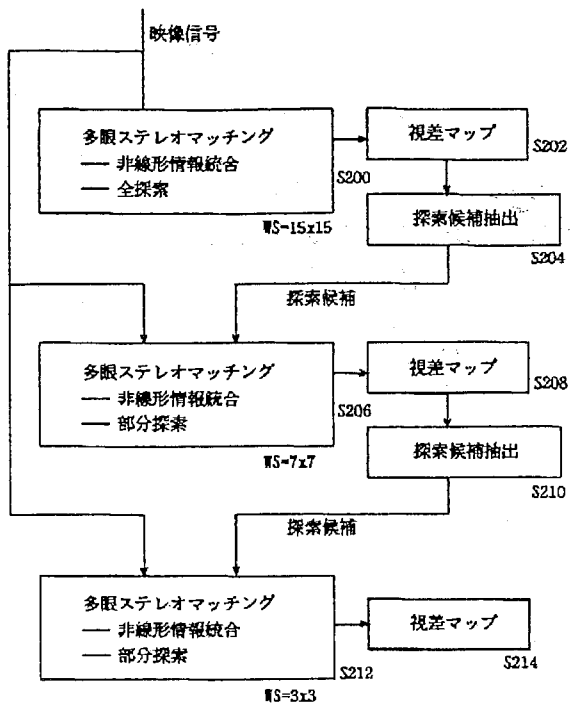 映像信号
多眼ステレオマッチング
― 非線形情報統合
― 全探索
S200
WS=15x15
視差マップ
S202
探索候補抽出
S204
探索候補
多眼ステレオマッチング
― 非線形情報統合
― 部分探索
S206
WS=7x7
視差マップ
S208
探索候補抽出
S210
探索候補
多眼ステレオマッチング
― 非線形情報統合
― 部分探索
S212
WS=3x3
視差マップ
S214